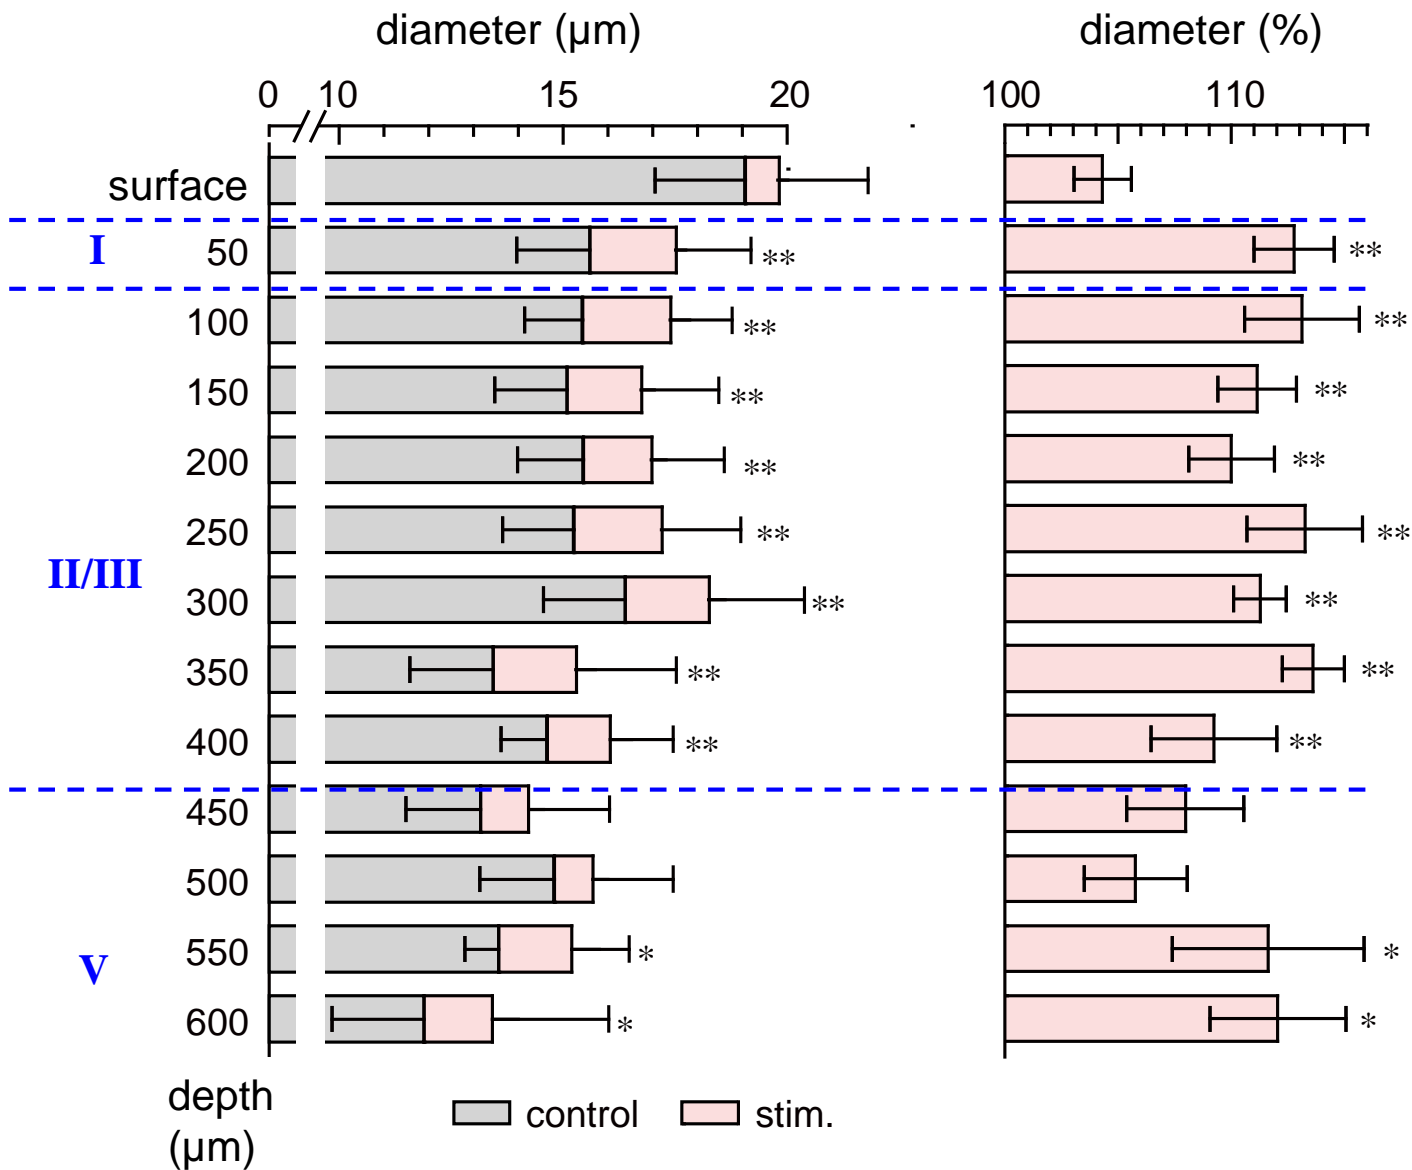 diameter (µm) diameter (%)
0 10 15 20 100 110
surface
I 50 ** **
100 ** **
150 ** **
200 ** **
250 ** **
II/III
300 ** **
350 ** **
400 ** **
450
500
550 * *
V
600 * *
depth
(µm)
control stim.